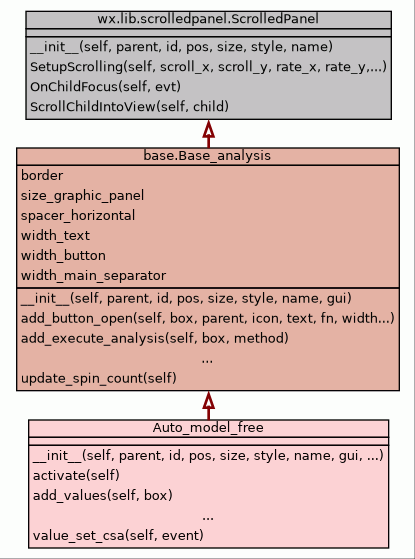 wx.lib.scrolledpanel.ScrolledPanel
__init__(self, parent, id, pos, size, style, name)
SetupScrolling(self, scroll_x, scroll_y, rate_x, rate_y,...)
OnChildFocus(self, evt)
ScrollChildIntoView(self, child)
base.Base_analysis
border
size_graphic_panel
spacer_horizontal
width_text
width_button
width_main_separator
__init__(self, parent, id, pos, size, style, name, gui)
add_button_open(self, box, parent, icon, text, fn, width...)
add_execute_analysis(self, box, method)
...
update_spin_count(self)
Auto_model_free
__init__(self, parent, id, pos, size, style, name, gui, ...)
activate(self)
add_values(self, box)
...
value_set_csa(self, event)